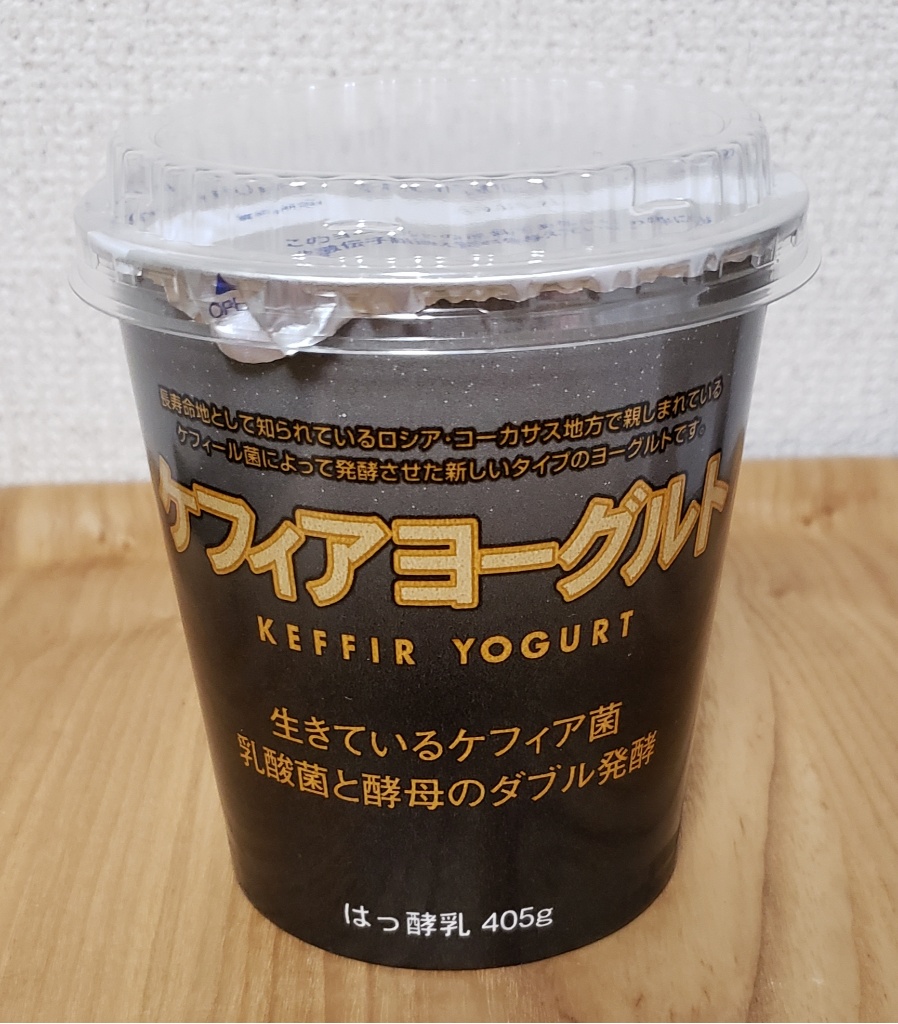 OPE
長寿命地として知られているロシア・コーカサス地方で親しまれている
ケフィール菌によって発酵させた新しいタイプのヨーグルトです。
ケフィアヨーグルト
KEFFIR YOGURT
生きているケフィア菌
乳酸菌と酵母のダブル発酵
はっ酵乳 405g